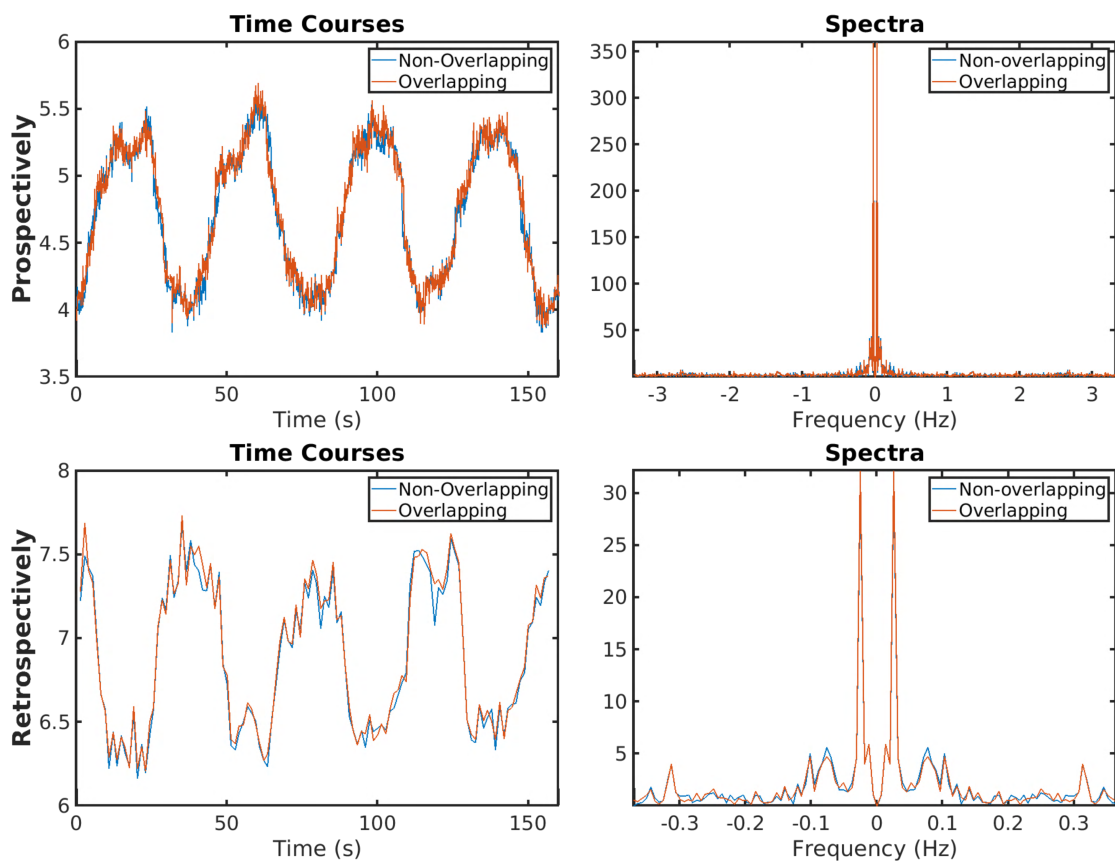 Time Courses
Spectra
Prospectively
6
5.5
5
4.5
4
3.5
Non-Overlapping
Overlapping
0
50
100
150
Time (s)
350
300
250
200
150
100
50
Non-overlapping
Overlapping
-3
-2
-1
0
1
2
3
Frequency (Hz)
Time Courses
Spectra
Retrospectively
8
7.5
7
6.5
6
Non-Overlapping
Overlapping
0
50
100
150
Time (s)
30
25
20
15
10
5
Non-overlapping
Overlapping
-0.3
-0.2
-0.1
0
0.1
0.2
0.3
Frequency (Hz)